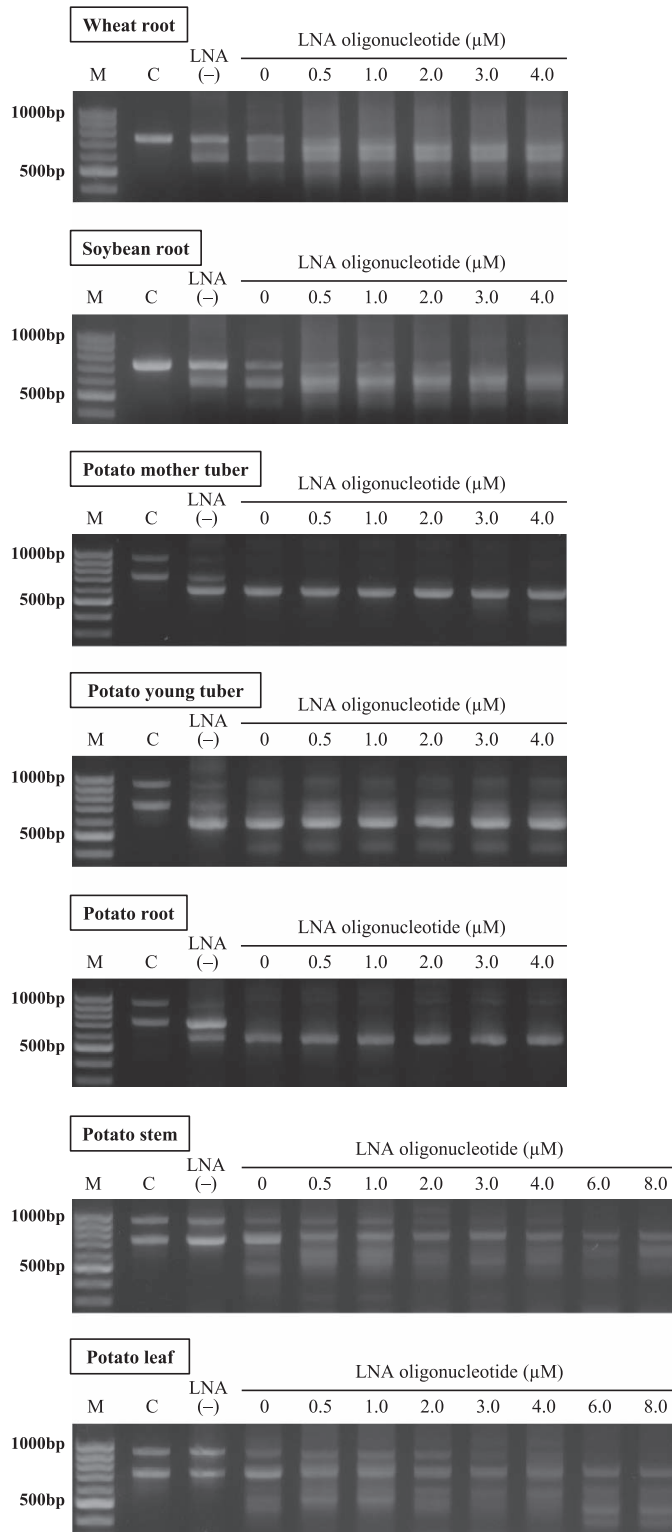 Wheat root
LNA oligonucleotide (µM)
LNA
M C (–) 0 0.5 1.0 2.0 3.0 4.0
1000bp
500bp
Soybean root
LNA oligonucleotide (µM)
LNA
M C (–) 0 0.5 1.0 2.0 3.0 4.0
1000bp
500bp
Potato mother tuber
LNA oligonucleotide (µM)
LNA
M C (–) 0 0.5 1.0 2.0 3.0 4.0
1000bp
500bp
Potato young tuber
LNA oligonucleotide (µM)
LNA
M C (–) 0 0.5 1.0 2.0 3.0 4.0
1000bp
500bp
Potato root
LNA oligonucleotide (µM)
LNA
M C (–) 0 0.5 1.0 2.0 3.0 4.0
1000bp
500bp
Potato stem
LNA oligonucleotide (µM)
LNA
M C (–) 0 0.5 1.0 2.0 3.0 4.0 6.0 8.0
1000bp
500bp
Potato leaf
LNA oligonucleotide (µM)
LNA
M C (–) 0 0.5 1.0 2.0 3.0 4.0 6.0 8.0
1000bp
500bp